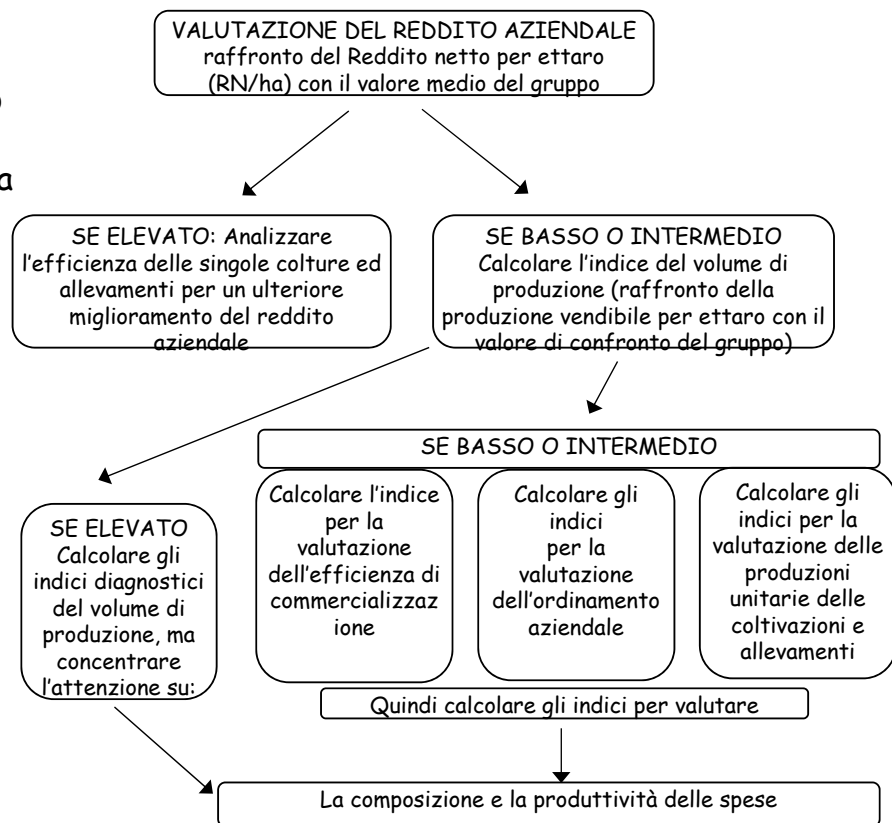 VALUTAZIONE DEL REDDITO AZIENDALE
raffronto del Reddito netto per ettaro
(RN/ha) con il valore medio del gruppo
a
SE ELEVATO: Analizzare
l'efficienza delle singole colture ed
allevamenti per un ulteriore
miglioramento del reddito
aziendale
SE BASSO O INTERMEDIO
Calcolare l'indice del volume di
produzione (raffronto della
produzione vendibile per ettaro con il
valore di confronto del gruppo)
SE BASSO O INTERMEDIO
SE ELEVATO
Calcolare gli
indici diagnostici
del volume di
produzione, ma
concentrare
l'attenzione su:
Calcolare l'indice
per la
valutazione
dell'efficienza di
commercializzaz
ione
Calcolare gli
indici
per la
valutazione
dell'ordinamento
aziendale
Calcolare gli
indici per la
valutazione delle
produzioni
unitarie delle
coltivazioni e
allevamenti
Quindi calcolare gli indici per valutare
La composizione e la produttività delle spese